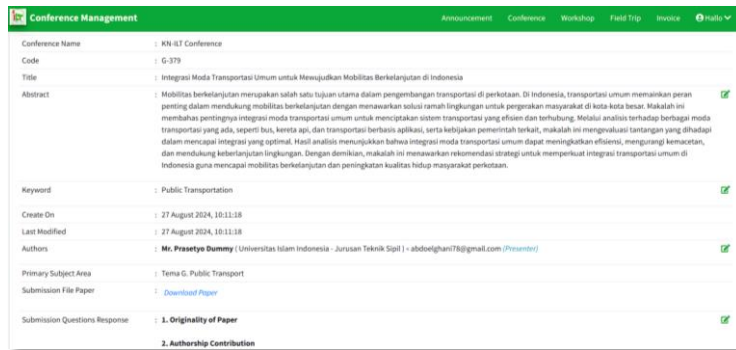 Conference Management
Announcement Conference Workshop Field Trip Invoice Hallo
Conference Name : KN-ILT Conference
Code : G-379
Title : Integrasi Moda Transportasi Umum untuk Mewujudkan Mobilitas Berkelanjutan di Indonesia
Abstract : Mobilitas berkelanjutan merupakan salah satu tujuan utama dalam pengembangan transportasi di perkotaan. Di Indonesia, transportasi umum memainkan peran
penting dalam mendukung mobilitas berkelanjutan dengan menawarkan solusi ramah lingkungan untuk pergerakan masyarakat di kota-kota besar. Makalah ini
membahas pentingnya integrasi moda transportasi umum untuk menciptakan sistem transportasi yang efisien dan terhubung. Melalui analisis terhadap berbagai moda
transportasi yang ada, seperti bus, kereta api, dan transportasi berbasis aplikasi, serta kebijakan pemerintah terkait, makalah ini mengevaluasi tantangan yang dihadapi
dalam mencapai integrasi yang optimal. Hasil analisis menunjukkan bahwa integrasi moda transportasi umum dapat meningkatkan efisiensi, mengurangi kemacetan,
dan mendukung keberlanjutan lingkungan. Dengan demikian, makalah ini menawarkan rekomendasi strategi untuk memperkuat integrasi transportasi umum di
Indonesia guna mencapai mobilitas berkelanjutan dan peningkatan kualitas hidup masyarakat perkotaan.
Keyword : Public Transportation
Create On : 27 August 2024, 10:11:18
Last Modified : 27 August 2024, 10:11:18
Authors : Mr. Prasetyo Dummy ( Universitas Islam Indonesia - Jurusan Teknik Sipil ) - abdoelghani78@gmail.com (Presenter)
Primary Subject Area : Tema G. Public Transport
Submission File Paper : Download Paper
Submission Questions Response : 1. Originality of Paper
2. Authorship Contribution